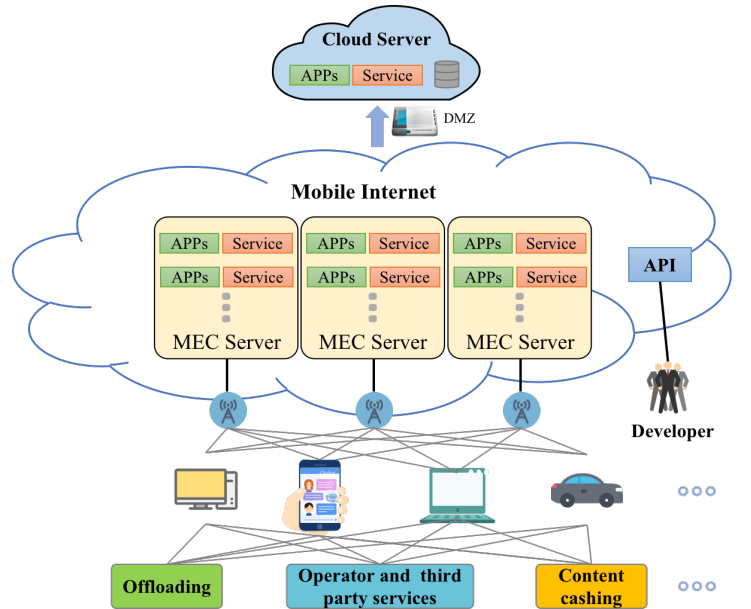 Cloud Server
APPs Service
DMZ
Mobile Internet
APPs Service APPs Service APPs Service
APPs Service APPs Service APPs Service
MEC Server MEC Server MEC Server
API
Developer
Offloading
Operator and third
party services
Content
cashing